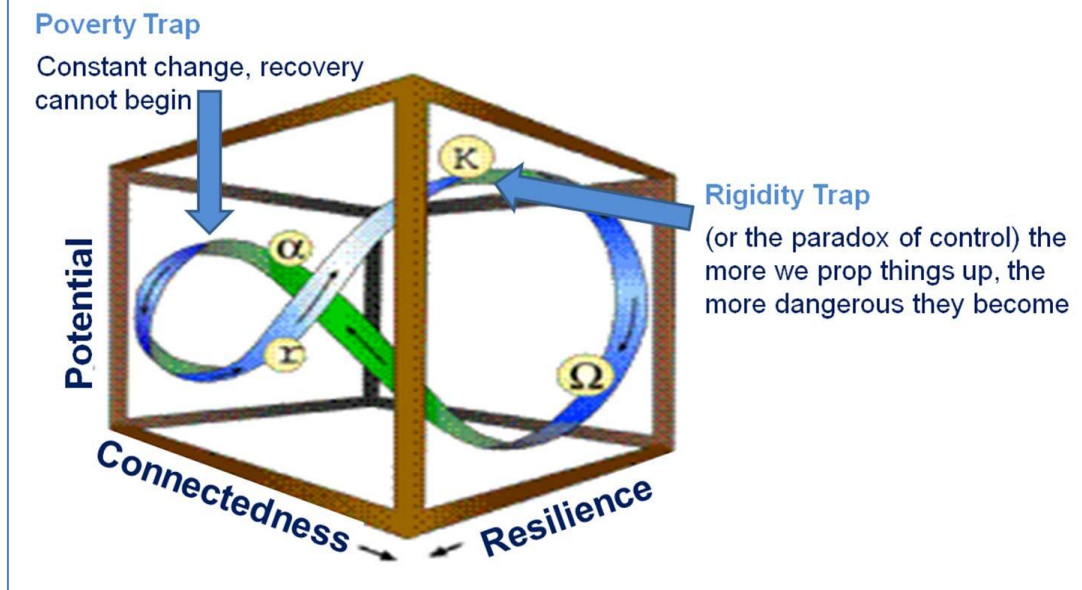 Poverty Trap
Constant change, recovery
cannot begin
K
Rigidity Trap
(or the paradox of control) the
more we prop things up, the
more dangerous they become
α
r
Ω
Potential
Connectedness
Resilience